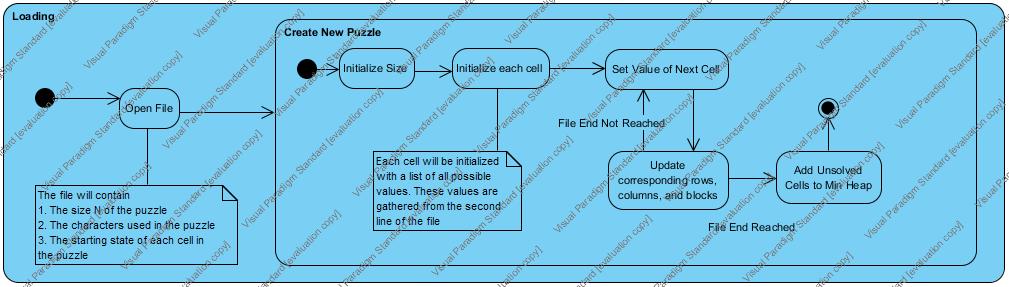 Loading
Create New Puzzle
Initialize Size
Initialize each cell
Set Value of Next Cell
Open File
File End Not Reached
Each cell will be initialized
with a list of all possible
values. These values are
gathered from the second
line of the file
Update
corresponding rows,
columns, and blocks
Add Unsolved
Cells to Min Heap
The file will contain
1. The size N of the puzzle
2. The characters used in the puzzle
3. The starting state of each cell in
the puzzle
File End Reached
Visual Paradigm Standard [evaluation copy]